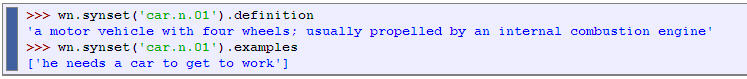 >>> wn.synset('car.n.01').definition
'a motor vehicle with four wheels; usually propelled by an internal combustion engine'
>>> wn.synset('car.n.01').examples
['he needs a car to get to work']